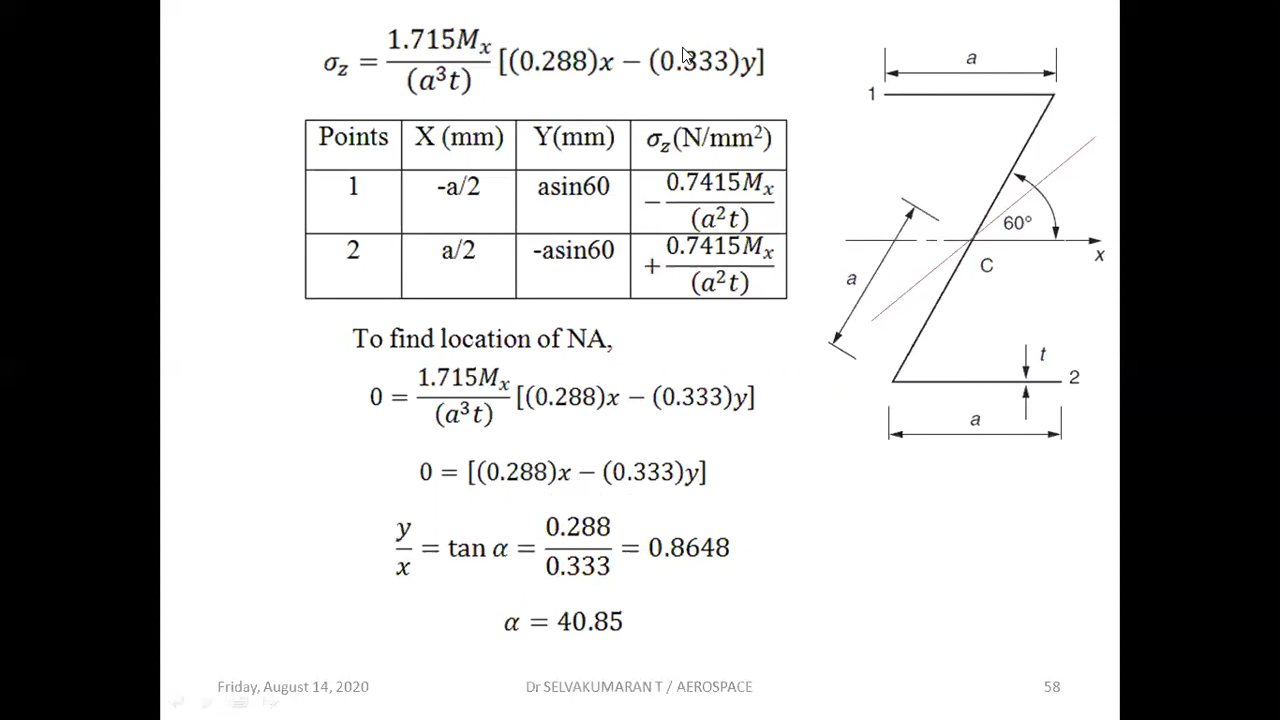 σz = 1.715Mx / (a³t) [(0.288)x − (0.333)y]
Points X (mm) Y(mm) σz(N/mm²)
1 -a/2 asin60 − 0.7415Mx / (a²t)
2 a/2 -asin60 + 0.7415Mx / (a²t)
To find location of NA,
0 = 1.715Mx / (a³t) [(0.288)x − (0.333)y]
0 = [(0.288)x − (0.333)y]
y/x = tan α = 0.288/0.333 = 0.8648
α = 40.85
a
1
60°
x
C
a
t
2
a
Friday, August 14, 2020 Dr SELVAKUMARAN T / AEROSPACE 58